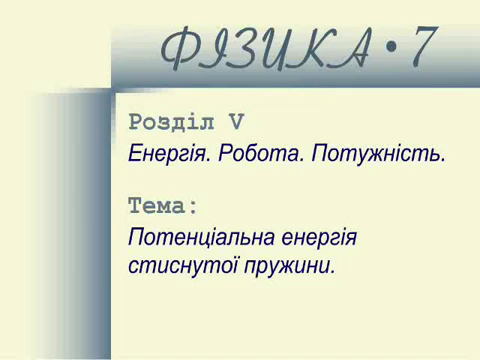 ФІЗИКА•7
Розділ V
Енергія. Робота. Потужність.
Тема:
Потенціальна енергія
стиснутої пружини.